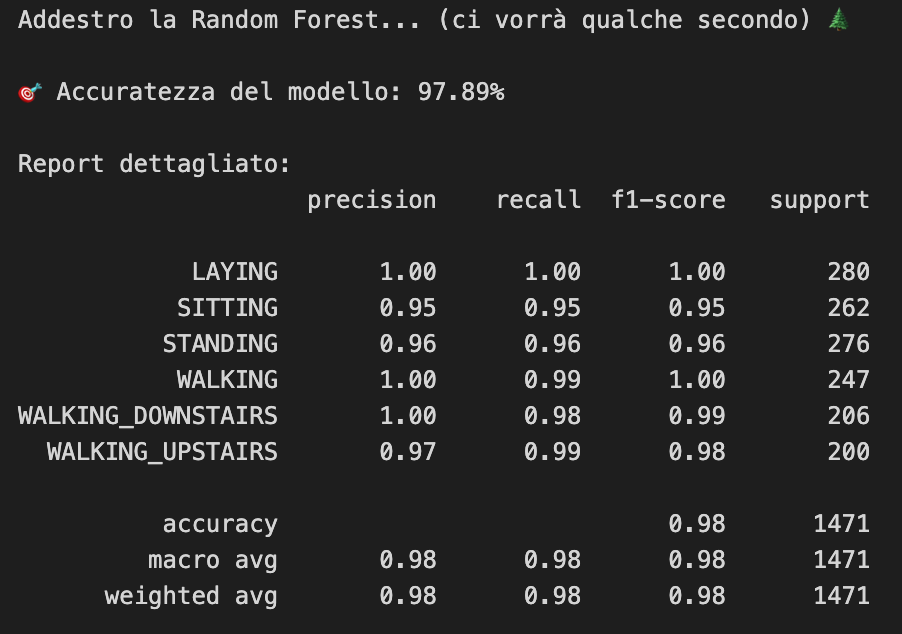 Addestro la Random Forest... (ci vorrà qualche secondo) 🌲
🎯 Accuratezza del modello: 97.89%
Report dettagliato:
precision recall f1-score support
LAYING 1.00 1.00 1.00 280
SITTING 0.95 0.95 0.95 262
STANDING 0.96 0.96 0.96 276
WALKING 1.00 0.99 1.00 247
WALKING_DOWNSTAIRS 1.00 0.98 0.99 206
WALKING_UPSTAIRS 0.97 0.99 0.98 200
accuracy 0.98 1471
macro avg 0.98 0.98 0.98 1471
weighted avg 0.98 0.98 0.98 1471